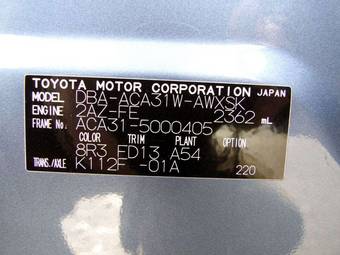 TOYOTA MOTOR CORPORATION JAPAN
MODEL DBA-ACA31W-AWXSK
ENGINE 2AZ-FE 2362 mL
FRAME No. ACA31-5000405
COLOR TRIM PLANT OPTION
8R3 FD13 A54
TRANS./AXLE K112F -01A 220